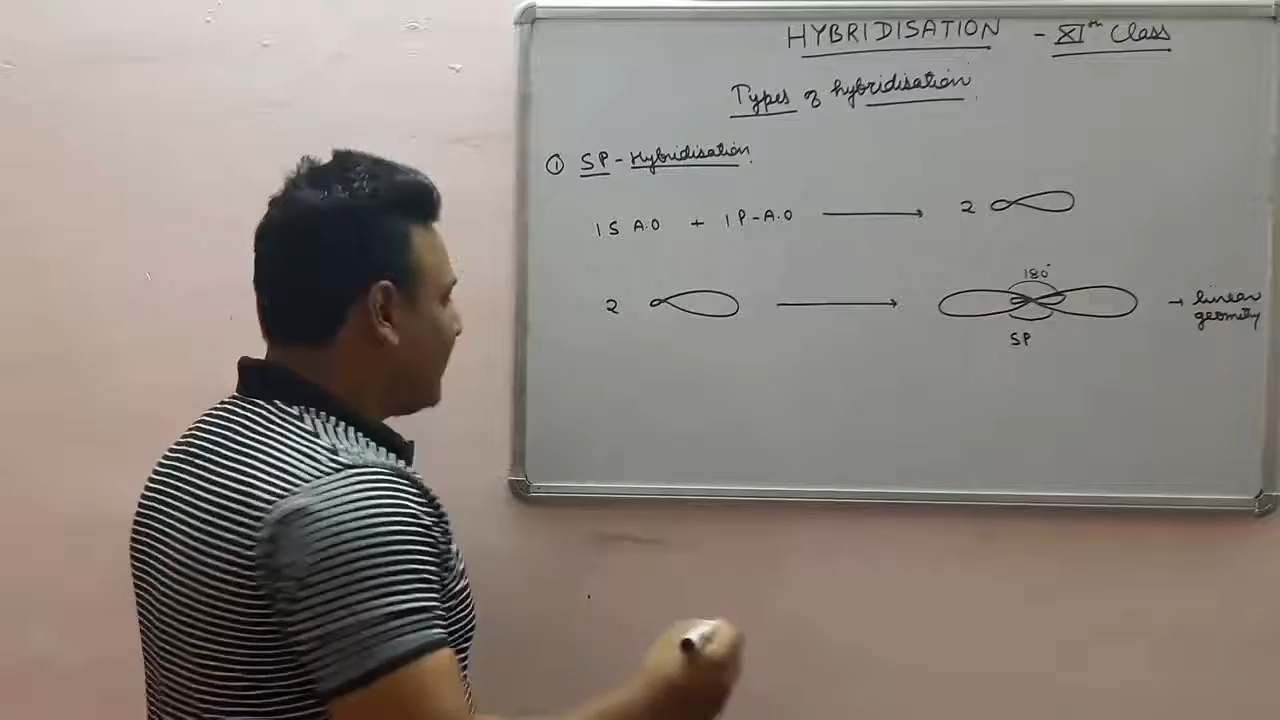 HYBRIDISATION - XIth Class
Types of hybridisation
① SP - Hybridisation
1 S A.O + 1 P-A.O → 2
2 → 180° → linear geometry
SP